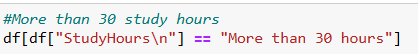 #More than 30 study hours
df[df["StudyHours\n"] == "More than 30 hours"]